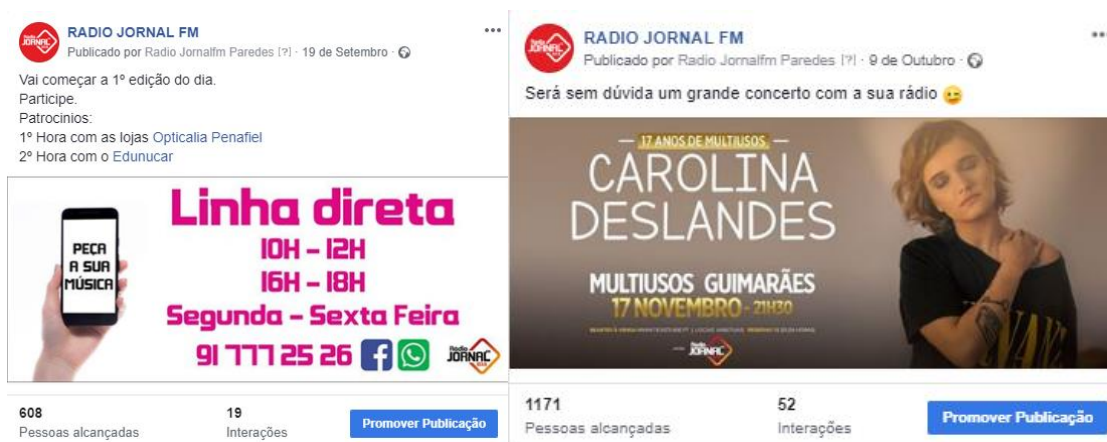 RADIO JORNAL FM
Publicado por Radio Jornalfm Paredes [?] · 19 de Setembro ·
Vai começar a 1º edição do dia.
Participe.
Patrocinios:
1º Hora com as lojas Opticalia Penafiel
2º Hora com o Edunucar
PEÇA
A SUA
MÚSICA
Linha direta
10H – 12H
16H – 18H
Segunda – Sexta Feira
91 777 25 26
Radio
JORNAL
608
Pessoas alcançadas
19
Interações
Promover Publicação
RADIO JORNAL FM
Publicado por Radio Jornalfm Paredes [?] · 9 de Outubro ·
Será sem dúvida um grande concerto com a sua rádio
17 ANOS DE MULTIUSOS
CAROLINA
DESLANDES
MULTIUSOS GUIMARÃES
17 NOVEMBRO - 21H30
Radio
JORNAL
1171
Pessoas alcançadas
52
Interações
Promover Publicação